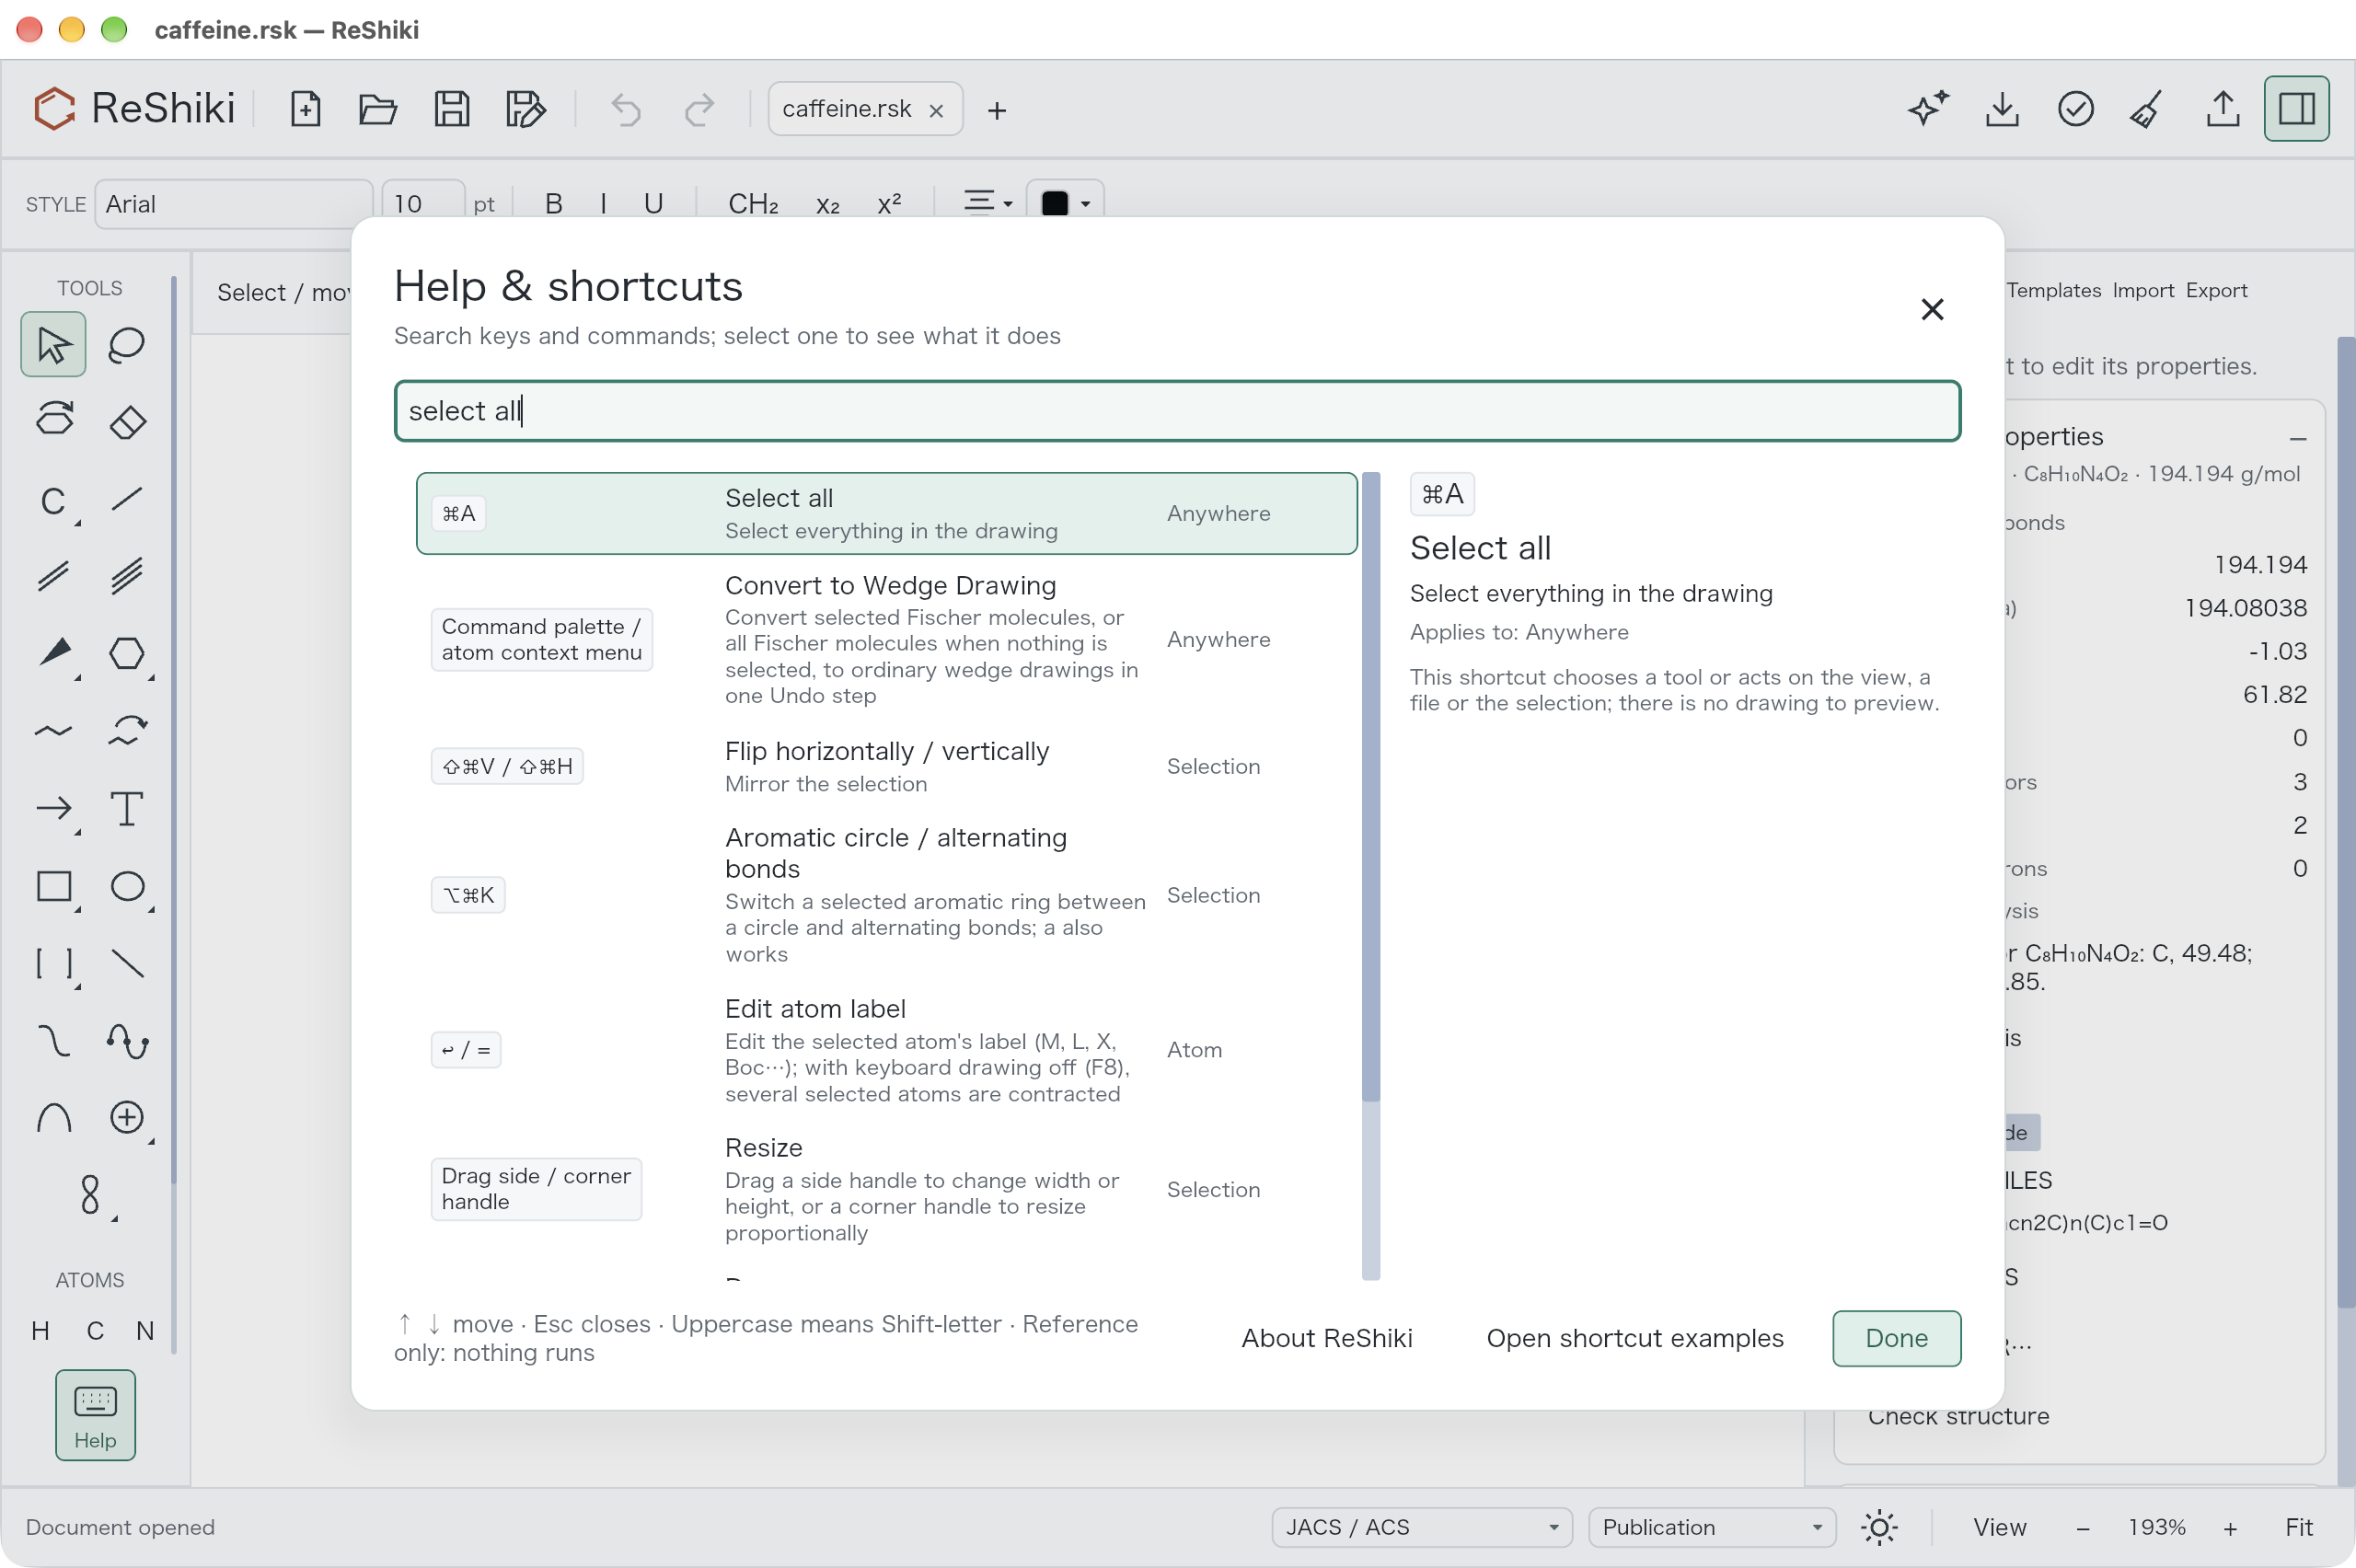 caffeine.rsk — ReShiki
ReShiki
caffeine.rsk
STYLE Arial 10 pt B I U CH₂ x₂ x²
TOOLS
Select / mo
Templates Import Export
t to edit its properties.
Help & shortcuts
Search keys and commands; select one to see what it does
select all
⌘A
Select all
Select everything in the drawing
Anywhere
Command palette /
atom context menu
Convert to Wedge Drawing
Convert selected Fischer molecules, or
all Fischer molecules when nothing is
selected, to ordinary wedge drawings in
one Undo step
Anywhere
⇧⌘V / ⇧⌘H
Flip horizontally / vertically
Mirror the selection
Selection
⌥⌘K
Aromatic circle / alternating
bonds
Switch a selected aromatic ring between
a circle and alternating bonds; a also
works
Selection
↩ / =
Edit atom label
Edit the selected atom's label (M, L, X,
Boc⋯); with keyboard drawing off (F8),
several selected atoms are contracted
Atom
Drag side / corner
handle
Resize
Drag a side handle to change width or
height, or a corner handle to resize
proportionally
Selection
⌘A
Select all
Select everything in the drawing
Applies to: Anywhere
This shortcut chooses a tool or acts on the view, a
file or the selection; there is no drawing to preview.
↑ ↓ move · Esc closes · Uppercase means Shift-letter · Reference
only: nothing runs
About ReShiki
Open shortcut examples
Done
operties
· C₈H₁₀N₄O₂ · 194.194 g/mol
bonds
194.194
a) 194.08038
-1.03
61.82
0
ors 3
2
rons 0
ysis
r C₈H₁₀N₄O₂: C, 49.48;
.85.
is
de
ILES
cn2C)n(C)c1=O
S
⋯
Check structure
C
T
[ ]
ATOMS
H C N
Help
Document opened
JACS / ACS
Publication
View − 193% + Fit